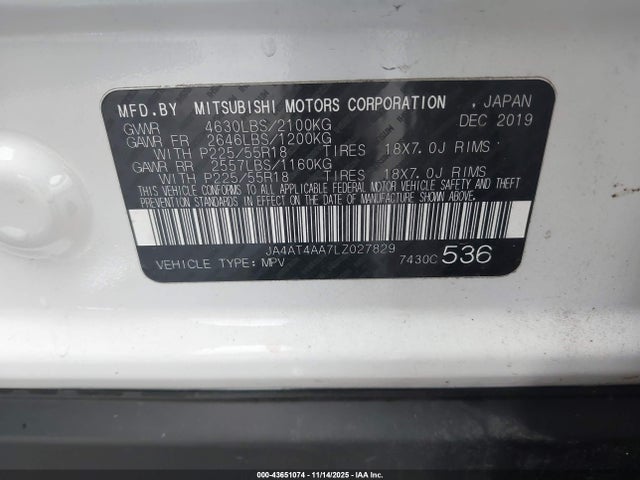 MFD.BY MITSUBISHI MOTORS CORPORATION , JAPAN
GVWR 4630LBS/2100KG DEC 2019
GAWR FR 2646LBS/1200KG
WITH P225/55R18 TIRES 18X7.0J RIMS
GAWR RR 2557LBS/1160KG
WITH P225/55R18 TIRES 18X7.0J RIMS
THIS VEHICLE CONFORMS TO ALL APPLICABLE FEDERAL MOTOR VEHICLE SAFETY AND THEFT
PREVENTION STANDARDS IN EFFECT ON THE DATE OF MANUFACTURE SHOWN ABOVE.
JA4AT4AA7LZ027829
VEHICLE TYPE: MPV 7430C 536
000-43651074 - 11/14/2025 - IAA Inc.